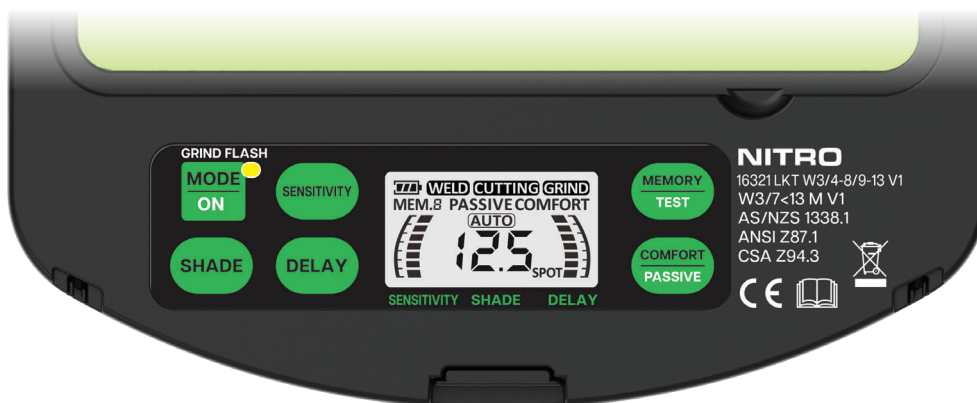 GRIND FLASH
MODE
ON
SENSITIVITY
SHADE
DELAY
WELD CUTTING GRIND
MEM.8 PASSIVE COMFORT
AUTO
12.5
SPOT
SENSITIVITY SHADE DELAY
MEMORY
TEST
COMFORT
PASSIVE
NITRO
16321 LKT W3/4-8/9-13 V1
W3/7<13 M V1
AS/NZS 1338.1
ANSI Z87.1
CSA Z94.3
CE